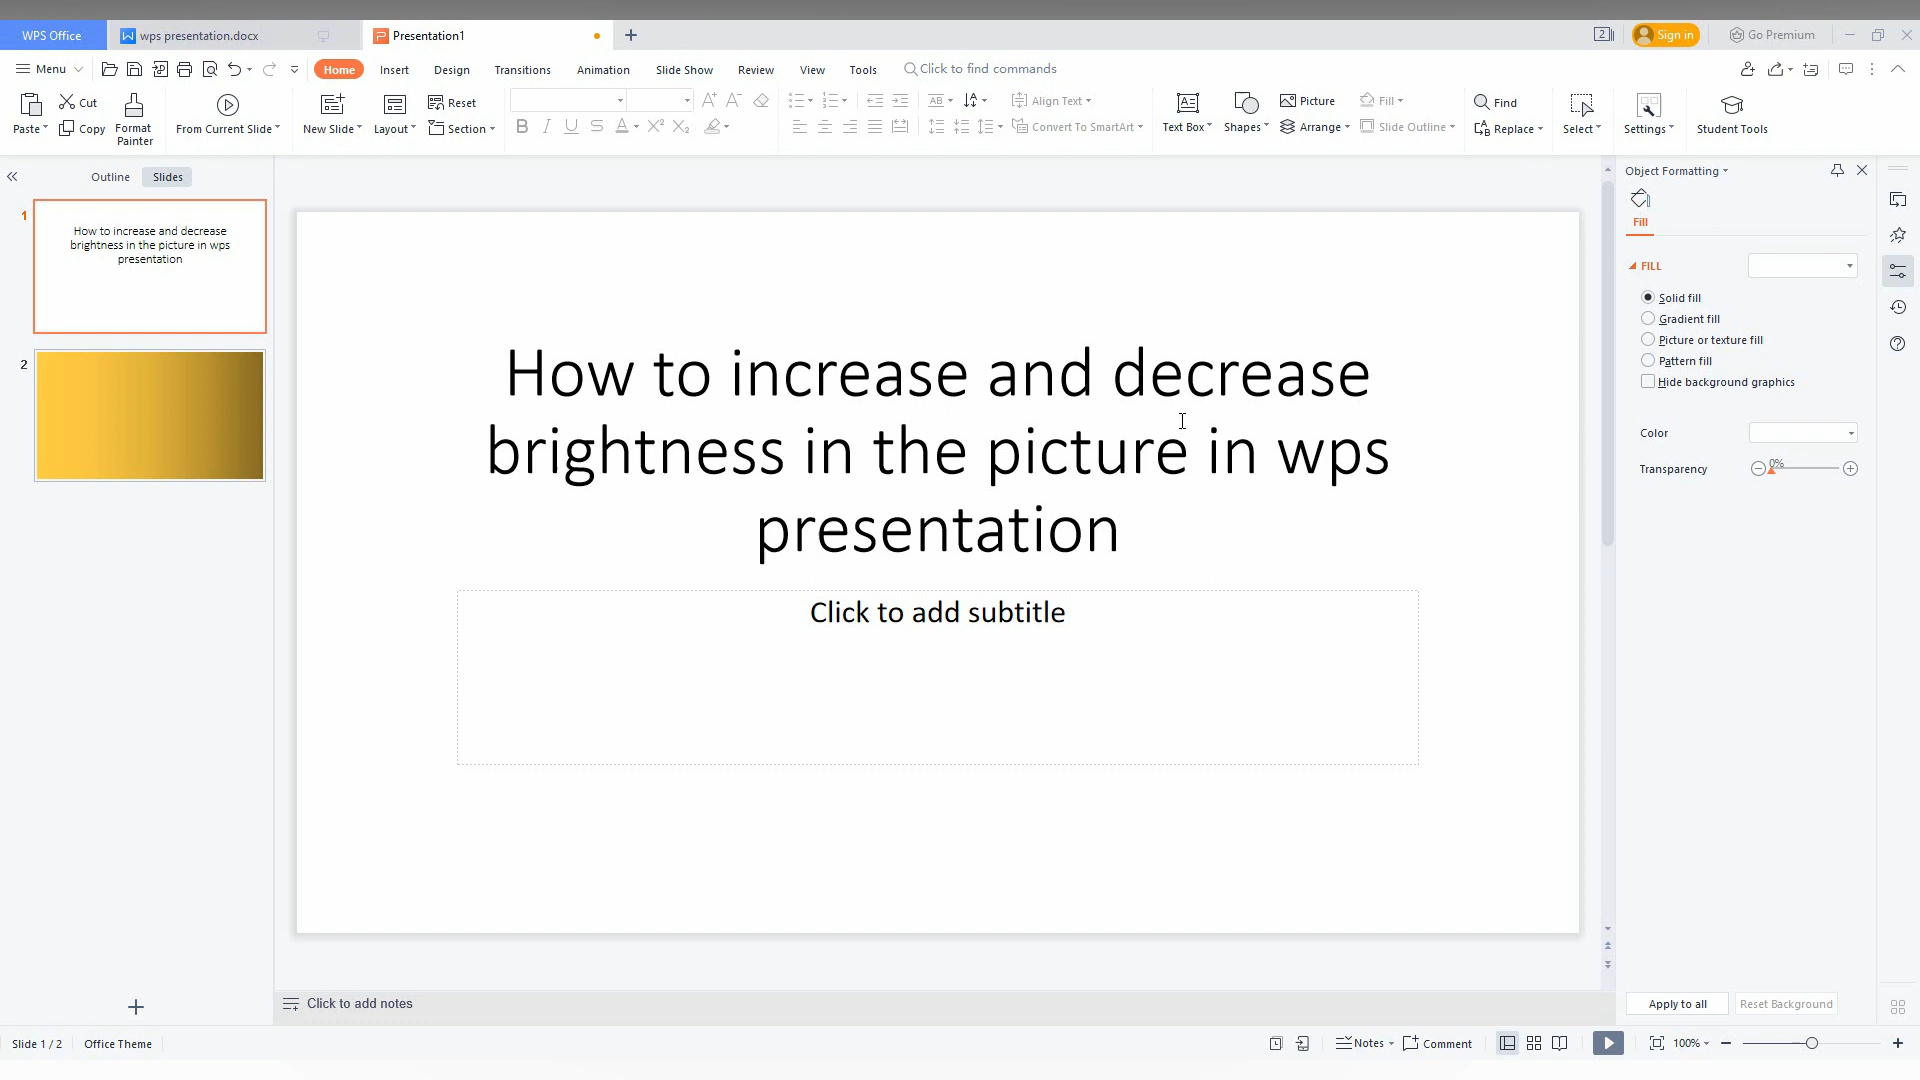 WPS Office
wps presentation.docx
Presentation1
2
Sign in
Go Premium
Menu
Home
Insert
Design
Transitions
Animation
Slide Show
Review
View
Tools
Click to find commands
Paste
Cut
Copy
Format
Painter
From Current Slide
New Slide
Layout
Reset
Section
Align Text
Convert To SmartArt
Text Box
Shapes
Picture
Arrange
Fill
Slide Outline
Find
Replace
Select
Settings
Student Tools
Outline
Slides
1
How to increase and decrease
brightness in the picture in wps
presentation
2
How to increase and decrease
brightness in the picture in wps
presentation
Click to add subtitle
Click to add notes
Object Formatting
Fill
FILL
Solid fill
Gradient fill
Picture or texture fill
Pattern fill
Hide background graphics
Color
Transparency
0%
Apply to all
Reset Background
Slide 1 / 2
Office Theme
Notes
Comment
100%